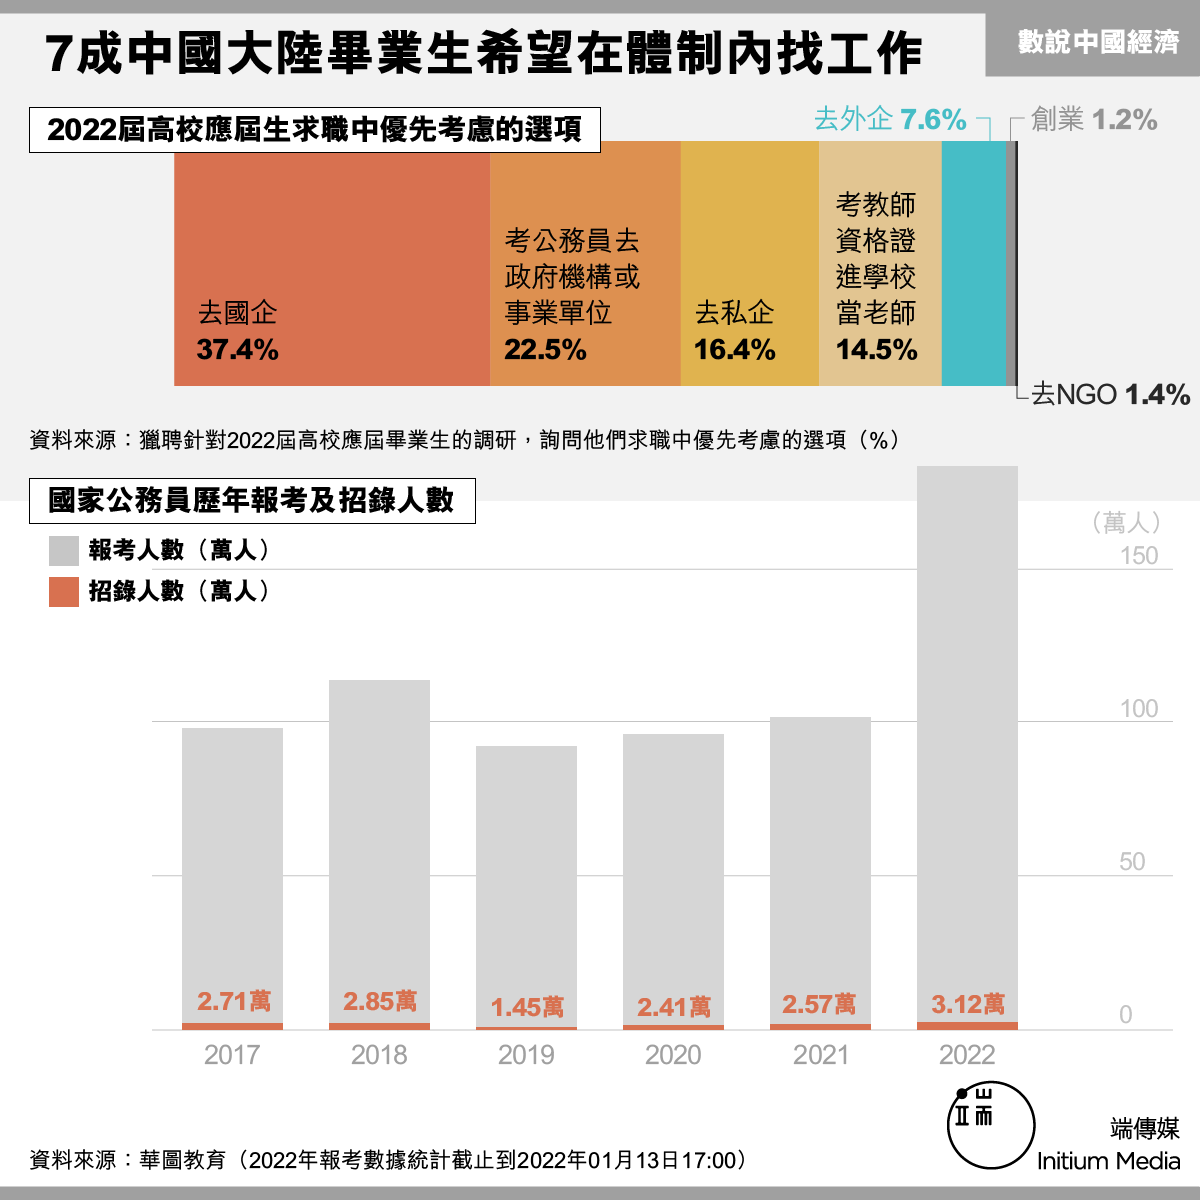 7成中國大陸畢業生希望在體制內找工作
數說中國經濟
2022屆高校應屆生求職中優先考慮的選項
去外企 7.6%
創業 1.2%
去國企
37.4%
考公務員去
政府機構或
事業單位
22.5%
去私企
16.4%
考教師
資格證
進學校
當老師
14.5%
去NGO 1.4%
資料來源：獵聘針對2022屆高校應屆畢業生的調研，詢問他們求職中優先考慮的選項（%）
國家公務員歷年報考及招錄人數
報考人數（萬人）
招錄人數（萬人）
（萬人）
150
100
50
0
2.71萬
2.85萬
1.45萬
2.41萬
2.57萬
3.12萬
2017
2018
2019
2020
2021
2022
端
端傳媒
Initium Media
資料來源：華圖教育（2022年報考數據統計截止到2022年01月13日17:00）